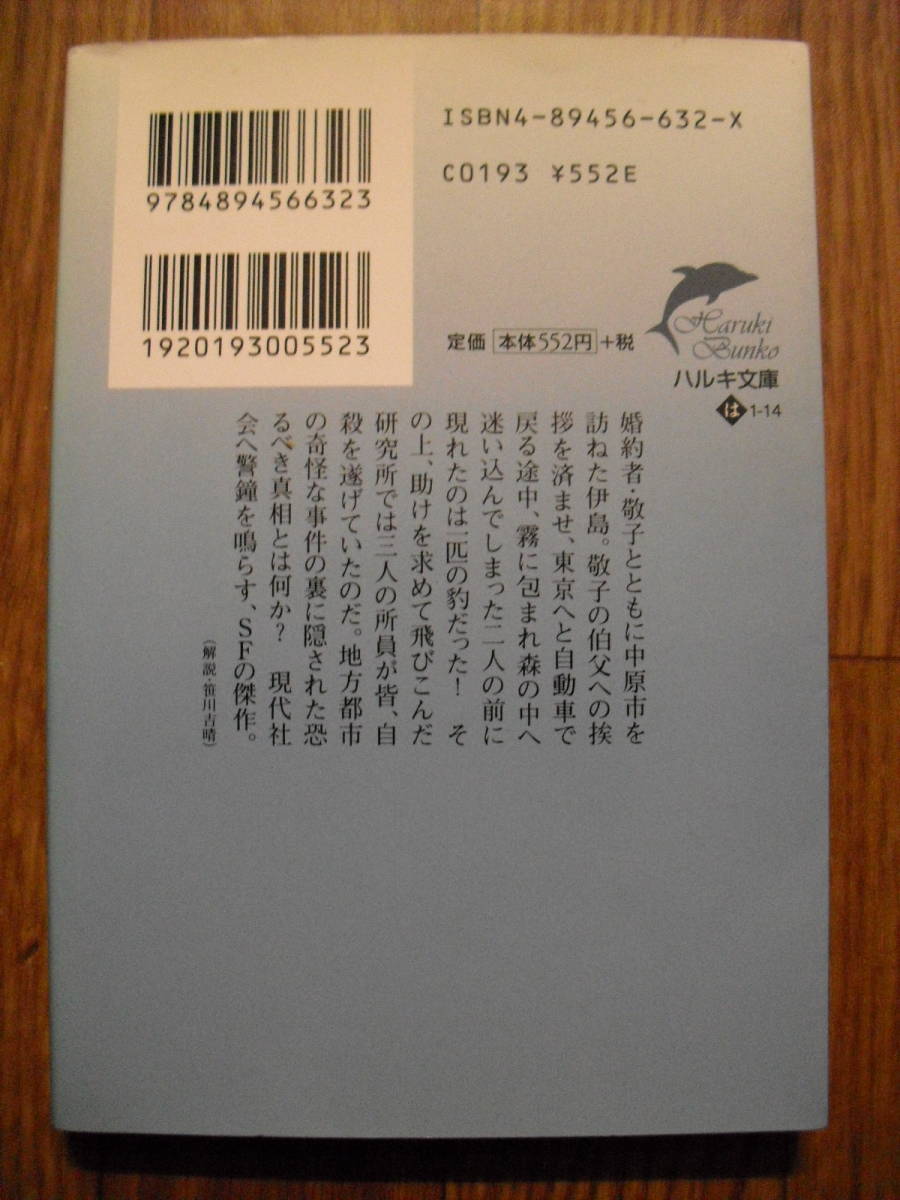 9784894566323
1920193005523
ISBN4-89456-632-X
C0193 ¥552E
定価 本体552円 +税
Haruki
Bunko
ハルキ文庫
は 1-14
婚約者・敬子とともに中原市を
訪ねた伊島。敬子の伯父への挨
拶を済ませ、東京へと自動車で
戻る途中、霧に包まれ森の中へ
迷い込んでしまった二人の前に
現れたのは一匹の豹だった！　そ
の上、助けを求めて飛びこんだ
研究所では三人の所員が皆、自
殺を遂げていたのだ。地方都市
の奇怪な事件の裏に隠された恐
るべき真相とは何か？　現代社
会へ警鐘を鳴らす、SFの傑作。
（解説・笹川吉晴）